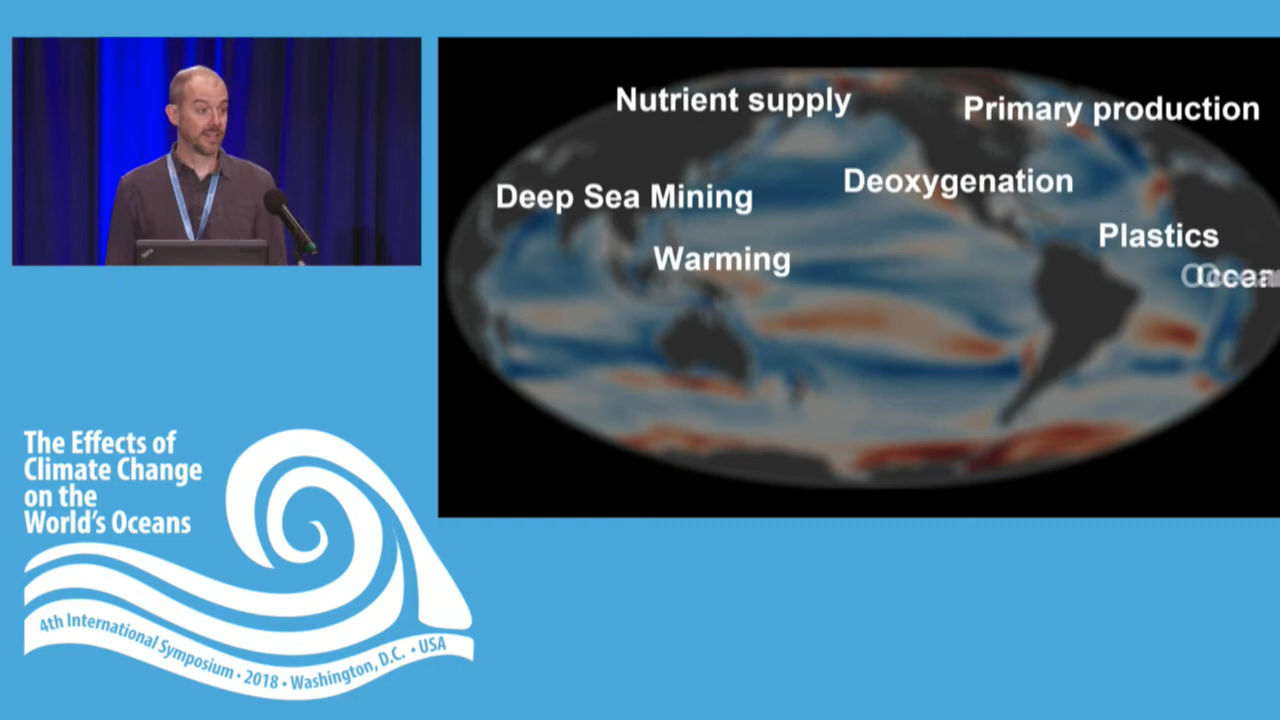 Nutrient supply
Primary production
Deep Sea Mining
Deoxygenation
Warming
Plastics
The Effects of
Climate Change
on the
World's Oceans
4th International Symposium • 2018 • Washington, D.C. • USA